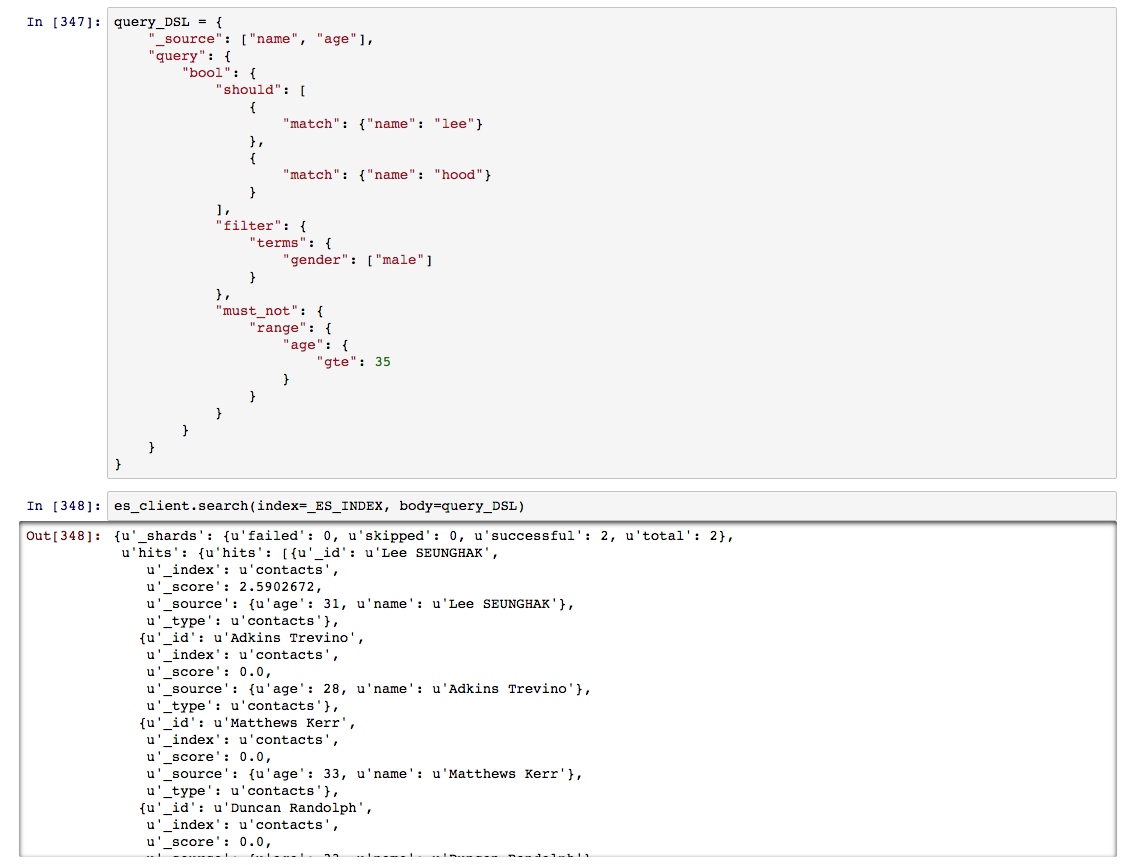 In [347]: query_DSL = {
"_source": ["name", "age"],
"query": {
"bool": {
"should": [
{
"match": {"name": "lee"}
},
{
"match": {"name": "hood"}
}
],
"filter": {
"terms": {
"gender": ["male"]
}
},
"must_not": {
"range": {
"age": {
"gte": 35
}
}
}
}
}
}
In [348]: es_client.search(index=_ES_INDEX, body=query_DSL)
Out[348]: {u'_shards': {u'failed': 0, u'skipped': 0, u'successful': 2, u'total': 2},
u'hits': {u'hits': [{u'_id': u'Lee SEUNGHAK',
u'_index': u'contacts',
u'_score': 2.5902672,
u'_source': {u'age': 31, u'name': u'Lee SEUNGHAK'},
u'_type': u'contacts'},
{u'_id': u'Adkins Trevino',
u'_index': u'contacts',
u'_score': 0.0,
u'_source': {u'age': 28, u'name': u'Adkins Trevino'},
u'_type': u'contacts'},
{u'_id': u'Matthews Kerr',
u'_index': u'contacts',
u'_score': 0.0,
u'_source': {u'age': 33, u'name': u'Matthews Kerr'},
u'_type': u'contacts'},
{u'_id': u'Duncan Randolph',
u'_index': u'contacts',
u'_score': 0.0,